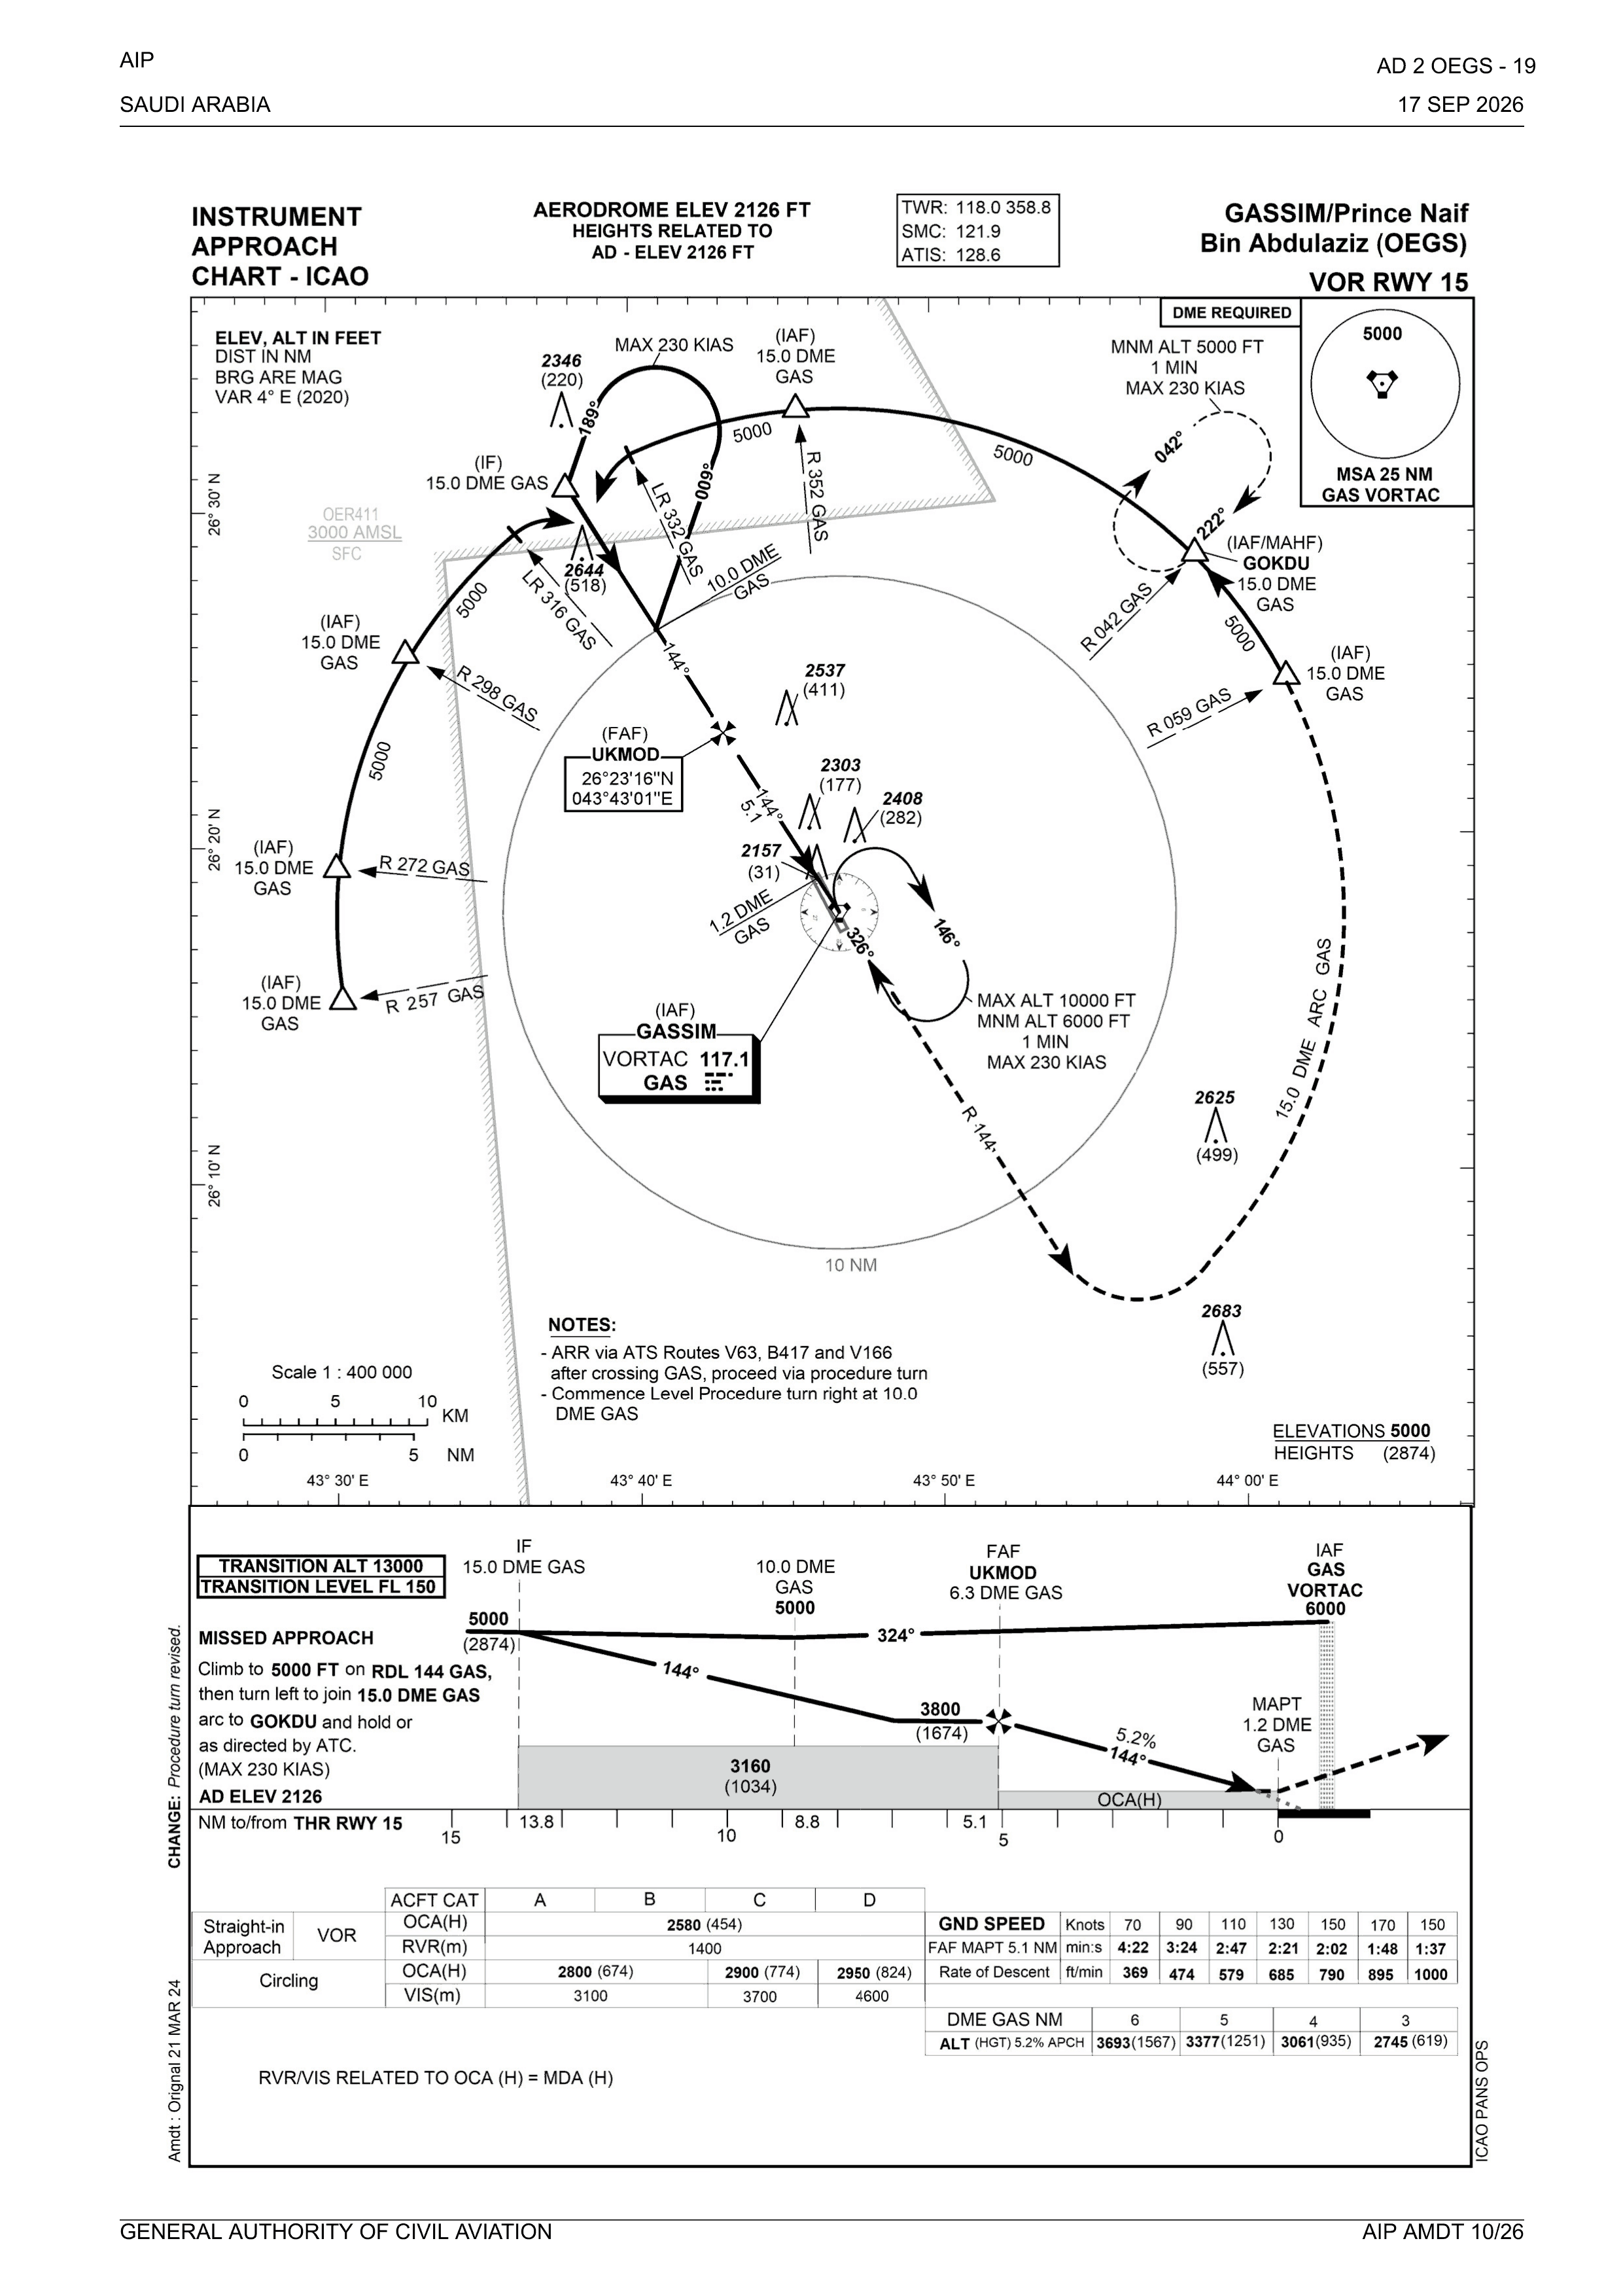 AIP
AD 2 OEGS - 19
SAUDI ARABIA
17 SEP 2026
INSTRUMENT
APPROACH
CHART - ICAO
AERODROME ELEV 2126 FT
HEIGHTS RELATED TO
AD - ELEV 2126 FT
TWR: 118.0 358.8
SMC: 121.9
ATIS: 128.6
GASSIM/Prince Naif
Bin Abdulaziz (OEGS)
VOR RWY 15
ELEV, ALT IN FEET
DIST IN NM
BRG ARE MAG
VAR 4° E (2020)
DME REQUIRED
5000
MSA 25 NM
GAS VORTAC
MNM ALT 5000 FT
1 MIN
MAX 230 KIAS
042°
222°
MAX 230 KIAS
2346
(220)
189°
009°
(IAF)
15.0 DME
GAS
5000
5000
R 352 GAS
LR 332 GAS
(IF)
15.0 DME GAS
OER411
3000 AMSL
SFC
2644
(518)
LR 316 GAS
10.0 DME
GAS
5000
(IAF)
15.0 DME
GAS
R 298 GAS
5000
(IAF/MAHF)
GOKDU
15.0 DME
GAS
R 042 GAS
5000
(IAF)
15.0 DME
GAS
R 059 GAS
144°
2537
(411)
(FAF)
UKMOD
26°23'16"N
043°43'01"E
144°
5.1
2303
(177)
2408
(282)
2157
(31)
1.2 DME
GAS
(IAF)
15.0 DME
GAS
R 272 GAS
(IAF)
15.0 DME
GAS
R 257 GAS
326°
146°
MAX ALT 10000 FT
MNM ALT 6000 FT
1 MIN
MAX 230 KIAS
(IAF)
GASSIM
VORTAC 117.1
GAS
R 144
15.0 DME ARC GAS
2625
(499)
2683
(557)
10 NM
26° 30' N
26° 20' N
26° 10' N
NOTES:
- ARR via ATS Routes V63, B417 and V166
after crossing GAS, proceed via procedure turn
- Commence Level Procedure turn right at 10.0
DME GAS
Scale 1 : 400 000
0 5 10
KM
0 5 NM
ELEVATIONS 5000
HEIGHTS (2874)
43° 30' E
43° 40' E
43° 50' E
44° 00' E
TRANSITION ALT 13000
TRANSITION LEVEL FL 150
IF
15.0 DME GAS
10.0 DME
GAS
5000
FAF
UKMOD
6.3 DME GAS
IAF
GAS
VORTAC
6000
5000
(2874)
324°
144°
3800
(1674)
MAPT
1.2 DME
GAS
5.2%
144°
3160
(1034)
OCA(H)
MISSED APPROACH
Climb to 5000 FT on RDL 144 GAS,
then turn left to join 15.0 DME GAS
arc to GOKDU and hold or
as directed by ATC.
(MAX 230 KIAS)
AD ELEV 2126
NM to/from THR RWY 15
15 13.8 10 8.8 5.1 5 0
ACFT CAT A B C D
Straight-in
Approach
VOR
OCA(H) 2580 (454)
RVR(m) 1400
Circling
OCA(H) 2800 (674) 2900 (774) 2950 (824)
VIS(m) 3100 3700 4600
GND SPEED Knots 70 90 110 130 150 170 150
FAF MAPT 5.1 NM min:s 4:22 3:24 2:47 2:21 2:02 1:48 1:37
Rate of Descent ft/min 369 474 579 685 790 895 1000
DME GAS NM 6 5 4 3
ALT (HGT) 5.2% APCH 3693(1567) 3377(1251) 3061(935) 2745 (619)
RVR/VIS RELATED TO OCA (H) = MDA (H)
CHANGE: Procedure turn revised.
Amdt : Orignal 21 MAR 24
ICAO PANS OPS
GENERAL AUTHORITY OF CIVIL AVIATION
AIP AMDT 10/26